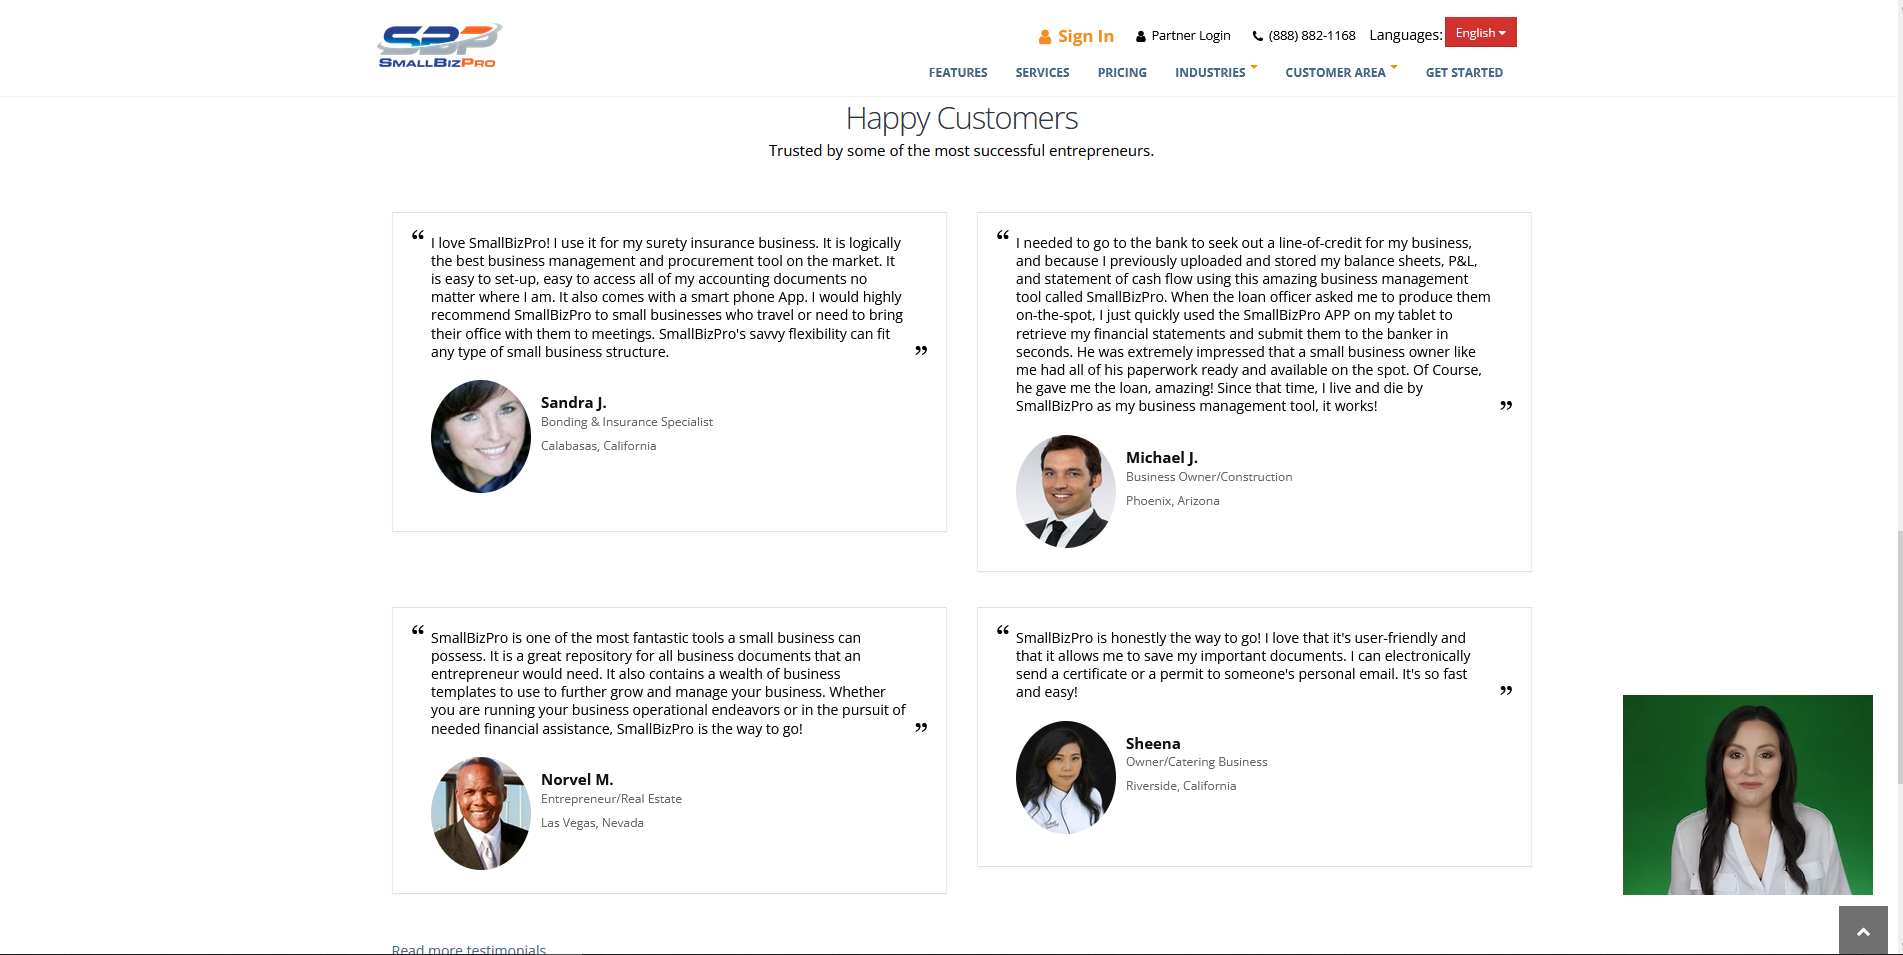 SBP
SMALLBIZPRO
Sign In
Partner Login
(888) 882-1168
Languages:
English
FEATURES
SERVICES
PRICING
INDUSTRIES
CUSTOMER AREA
GET STARTED
Happy Customers
Trusted by some of the most successful entrepreneurs.
“ I love SmallBizPro! I use it for my surety insurance business. It is logically
the best business management and procurement tool on the market. It
is easy to set-up, easy to access all of my accounting documents no
matter where I am. It also comes with a smart phone App. I would highly
recommend SmallBizPro to small businesses who travel or need to bring
their office with them to meetings. SmallBizPro's savvy flexibility can fit
any type of small business structure. ”
Sandra J.
Bonding & Insurance Specialist
Calabasas, California
“ I needed to go to the bank to seek out a line-of-credit for my business,
and because I previously uploaded and stored my balance sheets, P&L,
and statement of cash flow using this amazing business management
tool called SmallBizPro. When the loan officer asked me to produce them
on-the-spot, I just quickly used the SmallBizPro APP on my tablet to
retrieve my financial statements and submit them to the banker in
seconds. He was extremely impressed that a small business owner like
me had all of his paperwork ready and available on the spot. Of Course,
he gave me the loan, amazing! Since that time, I live and die by
SmallBizPro as my business management tool, it works! ”
Michael J.
Business Owner/Construction
Phoenix, Arizona
“ SmallBizPro is one of the most fantastic tools a small business can
possess. It is a great repository for all business documents that an
entrepreneur would need. It also contains a wealth of business
templates to use to further grow and manage your business. Whether
you are running your business operational endeavors or in the pursuit of
needed financial assistance, SmallBizPro is the way to go! ”
Norvel M.
Entrepreneur/Real Estate
Las Vegas, Nevada
“ SmallBizPro is honestly the way to go! I love that it's user-friendly and
that it allows me to save my important documents. I can electronically
send a certificate or a permit to someone's personal email. It's so fast
and easy! ”
Sheena
Owner/Catering Business
Riverside, California
Read more testimonials